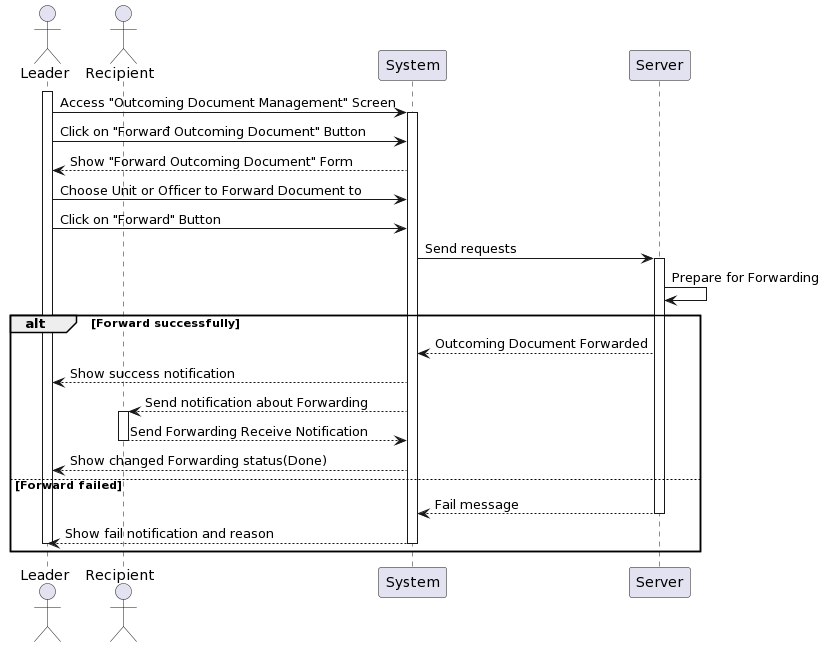 Leader
Recipient
System
Server
Access "Outcoming Document Management" Screen
Click on "Forwarđ Outcoming Document" Button
Show "Forward Outcoming Document" Form
Choose Unit or Officer to Forward Document to
Click on "Forward" Button
Send requests
Prepare for Forwarding
alt [Forward successfully]
Outcoming Document Forwarded
Show success notification
Send notification about Forwarding
Send Forwarding Receive Notification
Show changed Forwarding status(Done)
[Forward failed]
Fail message
Show fail notification and reason
Leader
Recipient
System
Server